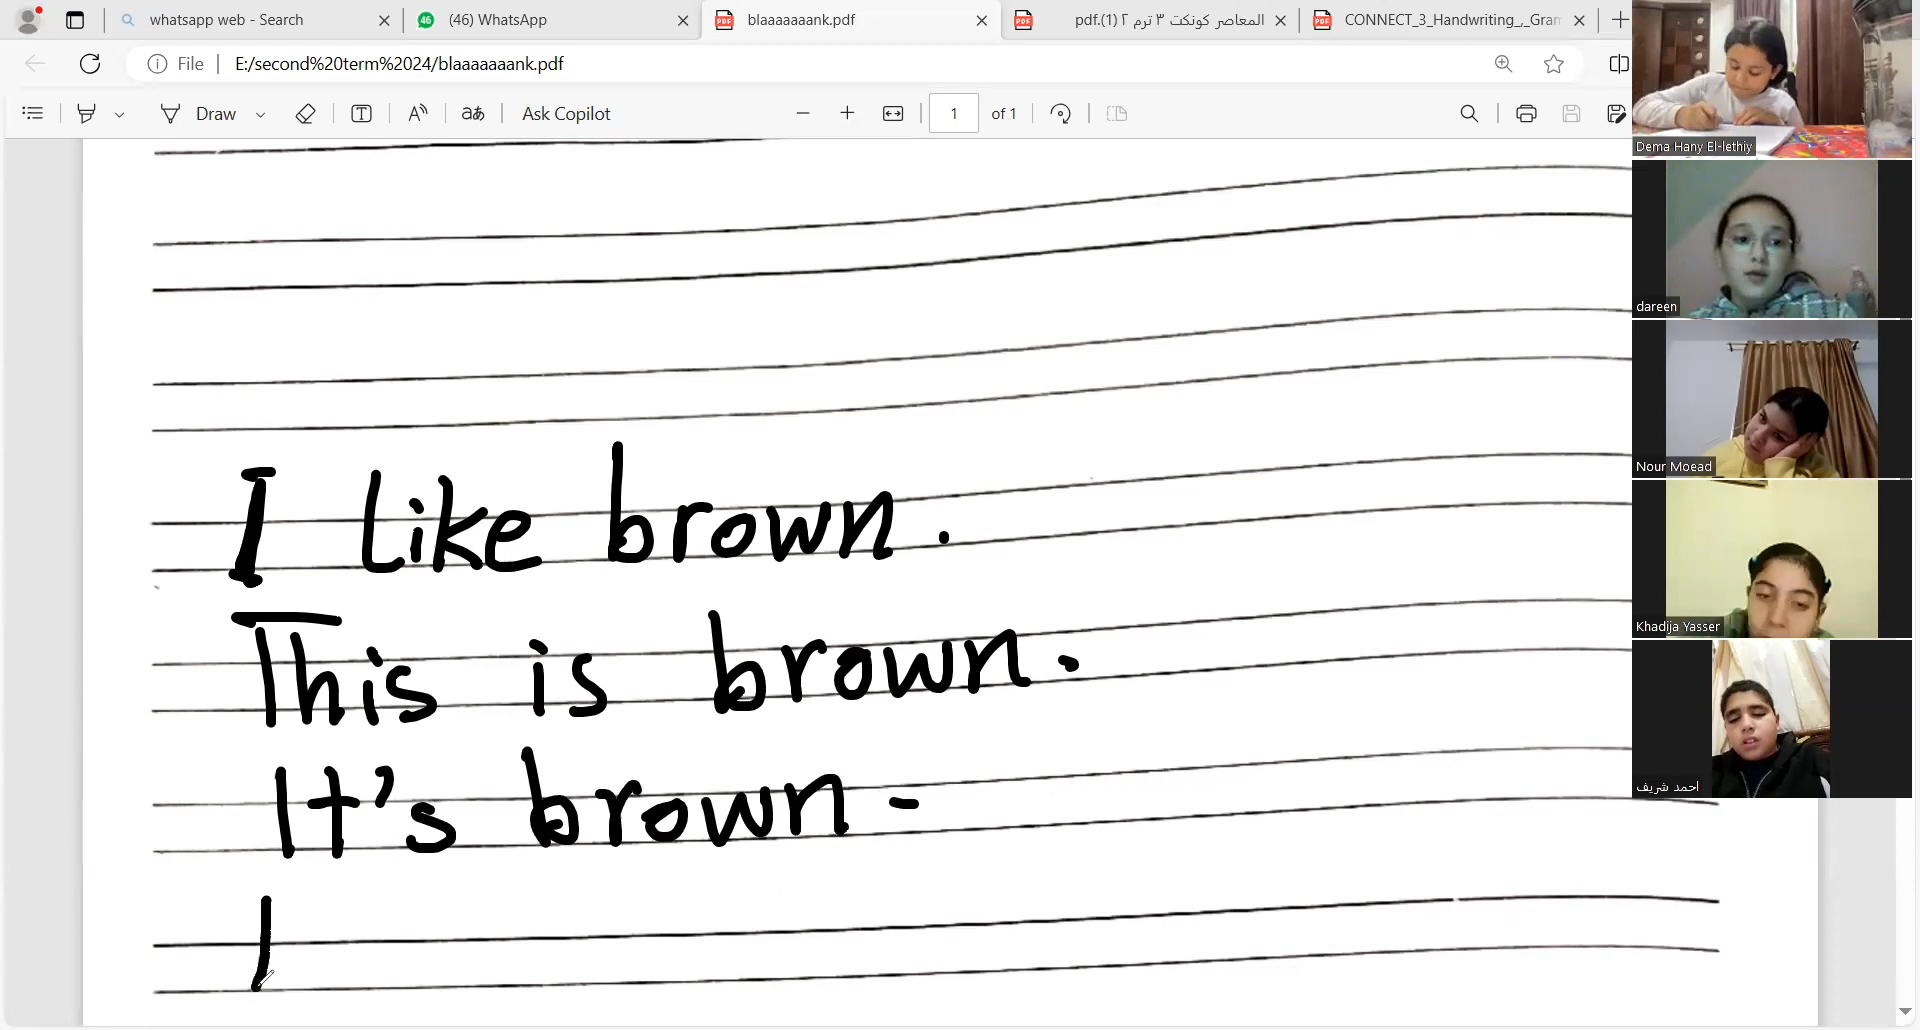 whatsapp web - Search
(46) WhatsApp
blaaaaaaank.pdf
المعاصر كونكت ٣ ترم ٢ (1).pdf
CONNECT_3_Handwriting_,_Gran
File
E:/second%20term%2024/blaaaaaaank.pdf
Draw
Ask Copilot
1 of 1
I like brown.
This is brown.
It's brown -
I
Dema Hany El-lethiy
dareen
Nour Moead
Khadija Yasser
احمد شريف